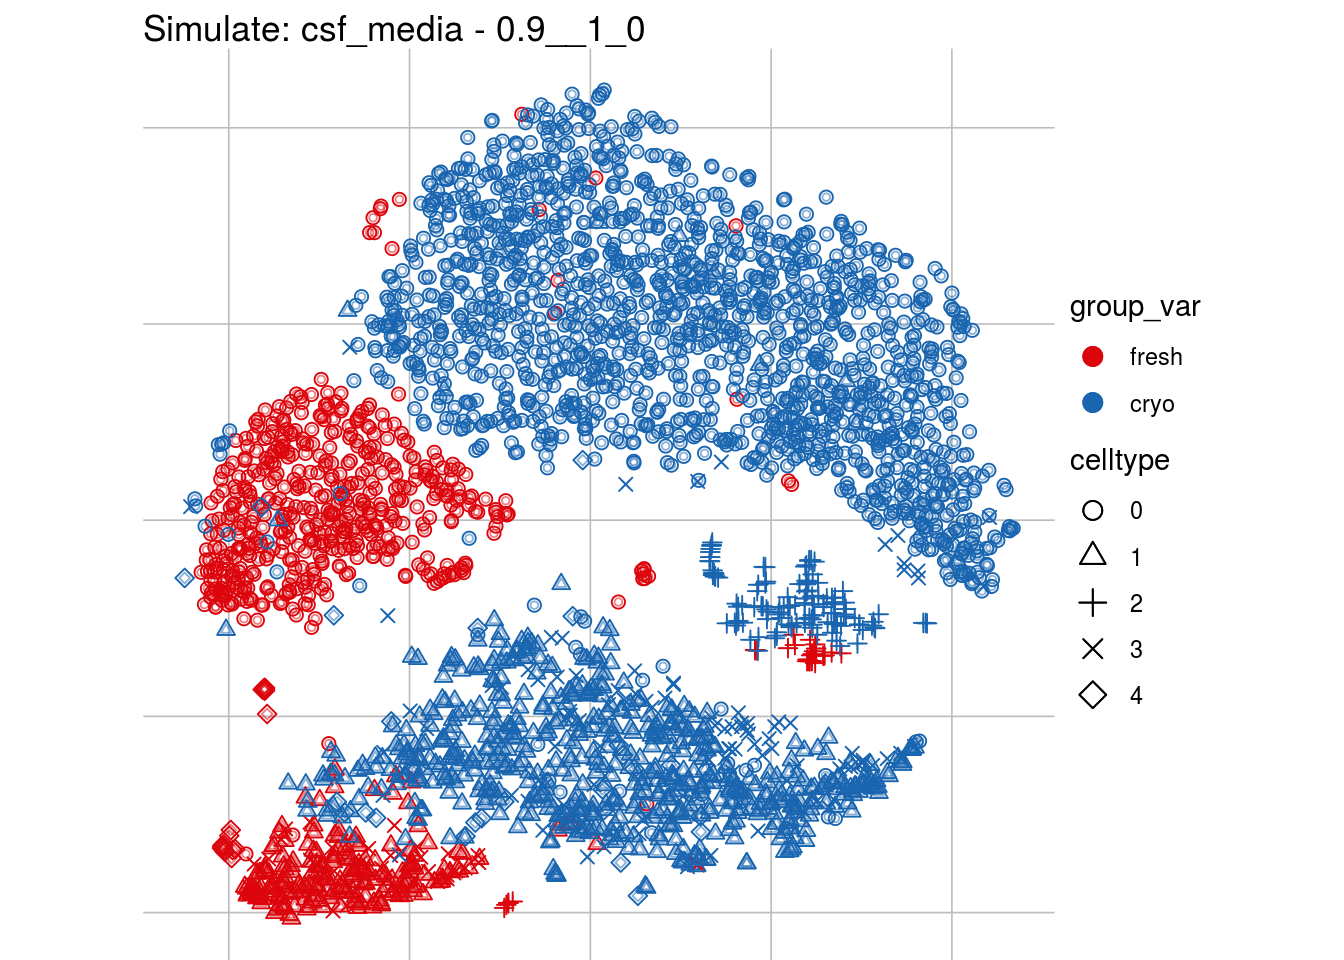 Simulate: csf_media - 0.9__1_0
group_var
fresh
cryo
celltype
0
1
2
3
4